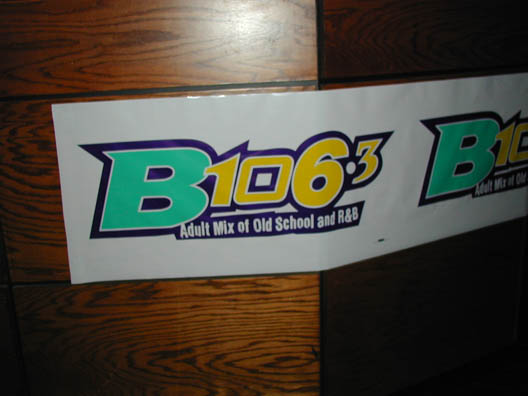 B106.3
Adult Mix of Old School and R&B
B10
Adult Mix of Old